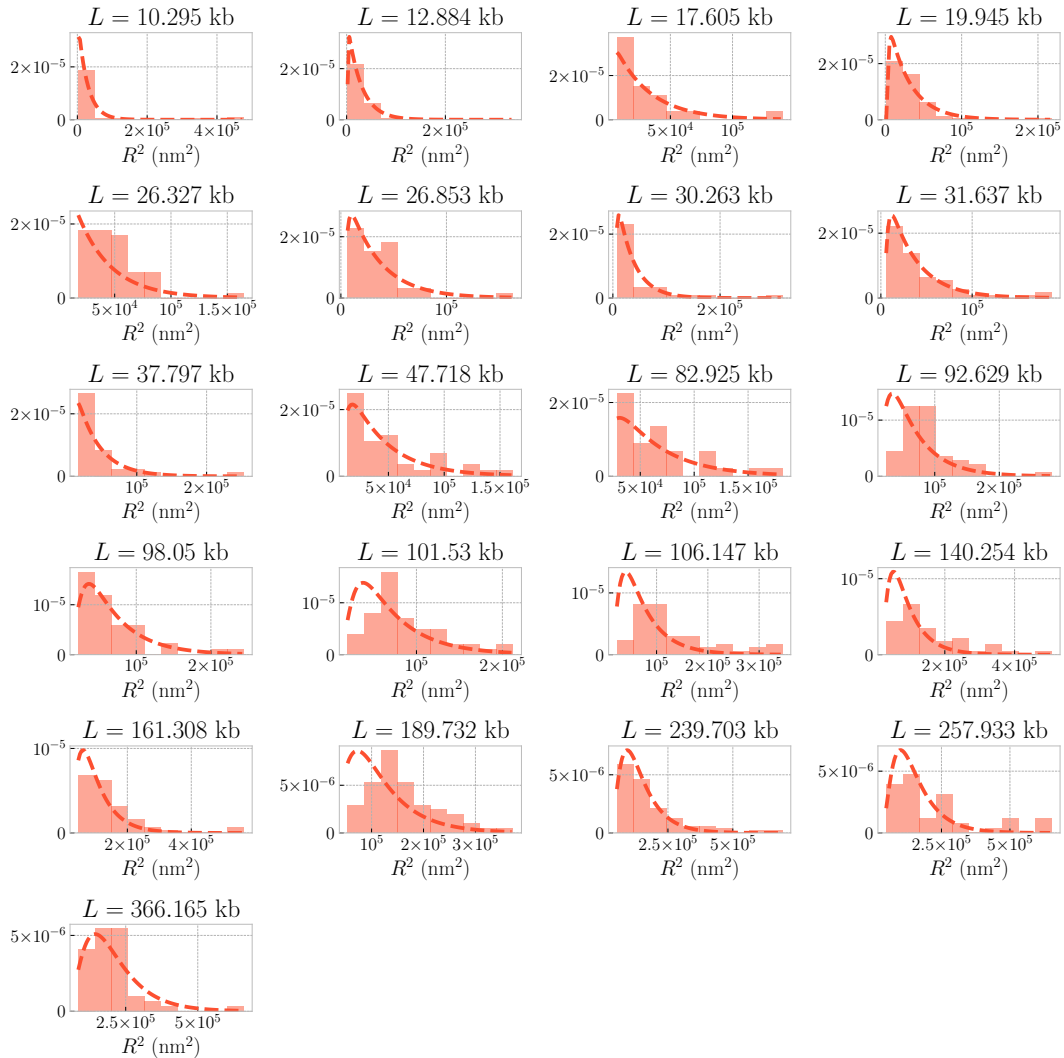 L = 10.295 kb
2×10⁻⁵
0
0 2×10⁵ 4×10⁵
R² (nm²)
L = 12.884 kb
2×10⁻⁵
0
0 2×10⁵
R² (nm²)
L = 17.605 kb
2×10⁻⁵
0
5×10⁴ 10⁵
R² (nm²)
L = 19.945 kb
2×10⁻⁵
0
0 10⁵ 2×10⁵
R² (nm²)
L = 26.327 kb
2×10⁻⁵
0
5×10⁴ 10⁵ 1.5×10⁵
R² (nm²)
L = 26.853 kb
2×10⁻⁵
0
0 10⁵
R² (nm²)
L = 30.263 kb
2×10⁻⁵
0
0 2×10⁵
R² (nm²)
L = 31.637 kb
2×10⁻⁵
0
0 10⁵
R² (nm²)
L = 37.797 kb
2×10⁻⁵
0
10⁵ 2×10⁵
R² (nm²)
L = 47.718 kb
2×10⁻⁵
0
5×10⁴ 10⁵ 1.5×10⁵
R² (nm²)
L = 82.925 kb
2×10⁻⁵
0
5×10⁴ 10⁵ 1.5×10⁵
R² (nm²)
L = 92.629 kb
10⁻⁵
0
10⁵ 2×10⁵
R² (nm²)
L = 98.05 kb
10⁻⁵
0
10⁵ 2×10⁵
R² (nm²)
L = 101.53 kb
10⁻⁵
0
10⁵ 2×10⁵
R² (nm²)
L = 106.147 kb
10⁻⁵
0
10⁵ 2×10⁵ 3×10⁵
R² (nm²)
L = 140.254 kb
10⁻⁵
0
2×10⁵ 4×10⁵
R² (nm²)
L = 161.308 kb
10⁻⁵
0
2×10⁵ 4×10⁵
R² (nm²)
L = 189.732 kb
5×10⁻⁶
0
10⁵ 2×10⁵ 3×10⁵
R² (nm²)
L = 239.703 kb
5×10⁻⁶
0
2.5×10⁵ 5×10⁵
R² (nm²)
L = 257.933 kb
5×10⁻⁶
0
2.5×10⁵ 5×10⁵
R² (nm²)
L = 366.165 kb
5×10⁻⁶
0
2.5×10⁵ 5×10⁵
R² (nm²)